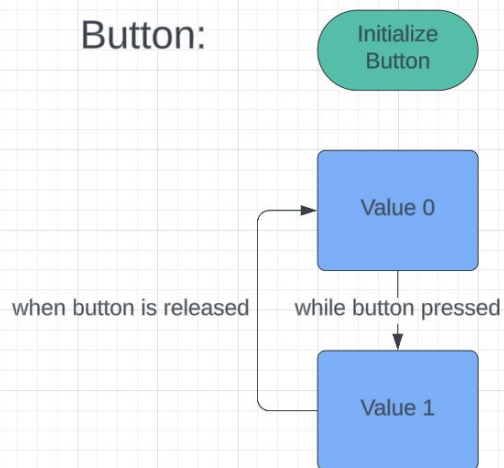 Button:
Initialize
Button
Value 0
when button is released
while button pressed
Value 1